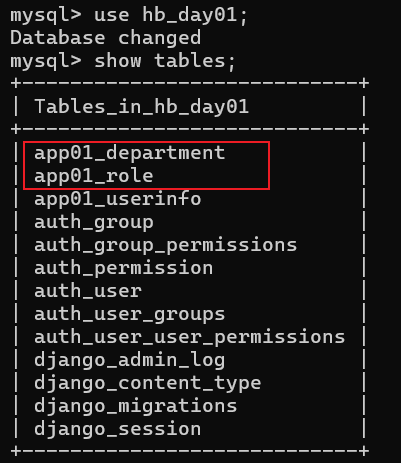 mysql> use hb_day01;
Database changed
mysql> show tables;
+----------------------------+
| Tables_in_hb_day01         |
+----------------------------+
| app01_department           |
| app01_role                 |
| app01_userinfo             |
| auth_group                 |
| auth_group_permissions     |
| auth_permission            |
| auth_user                  |
| auth_user_groups           |
| auth_user_user_permissions |
| django_admin_log           |
| django_content_type        |
| django_migrations          |
| django_session             |
+----------------------------+